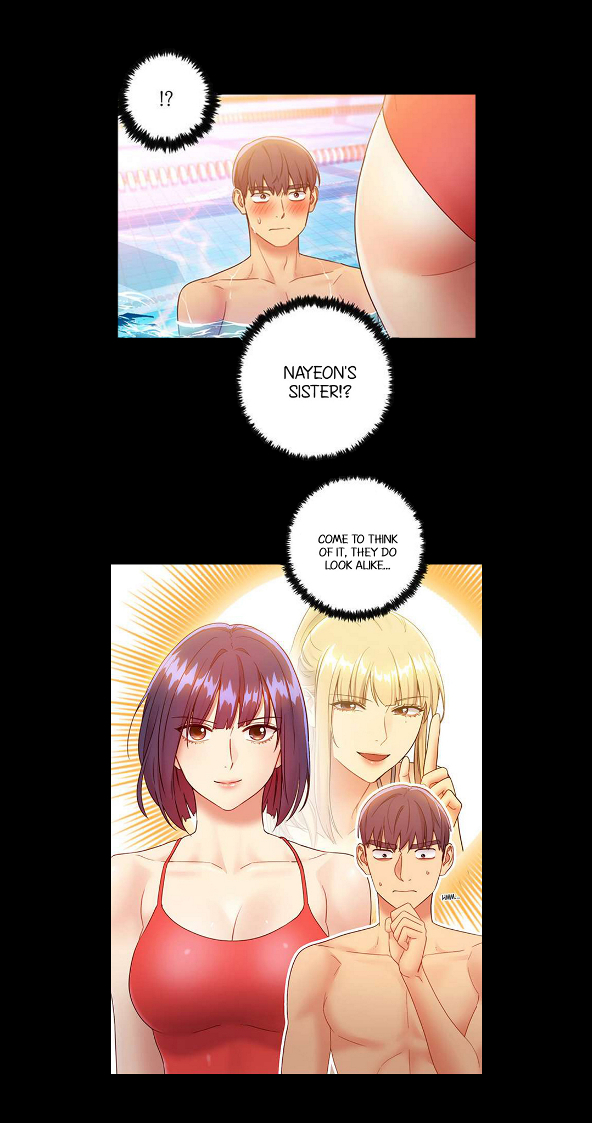 !?
NAYEON'S
SISTER!?
COME TO THINK
OF IT, THEY DO
LOOK ALIKE...
HMM...